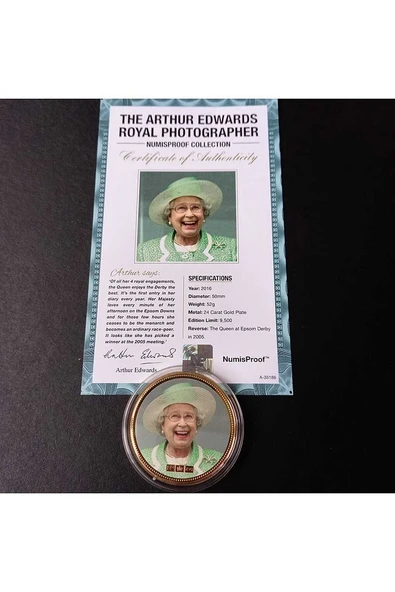 THE ARTHUR EDWARDS
ROYAL PHOTOGRAPHER
NUMISPROOF COLLECTION
Certificate of Authenticity
Arthur says:
'Of all her 4 royal engagements,
the Queen enjoys the Derby the
best. It's the first entry in her
diary every year. Her Majesty
loves every minute of her
afternoon on the Epsom Downs
and for those few hours she
ceases to be the monarch and
becomes an ordinary race-goer.
It looks like she has picked a
winner at the 2005 meeting.'
Arthur Edwards
Arthur Edwards
SPECIFICATIONS
Year: 2016
Diameter: 50mm
Weight: 52g
Metal: 24 Carat Gold Plate
Edition Limit: 9,500
Reverse: The Queen at Epsom Derby
in 2005.
NumisProof™